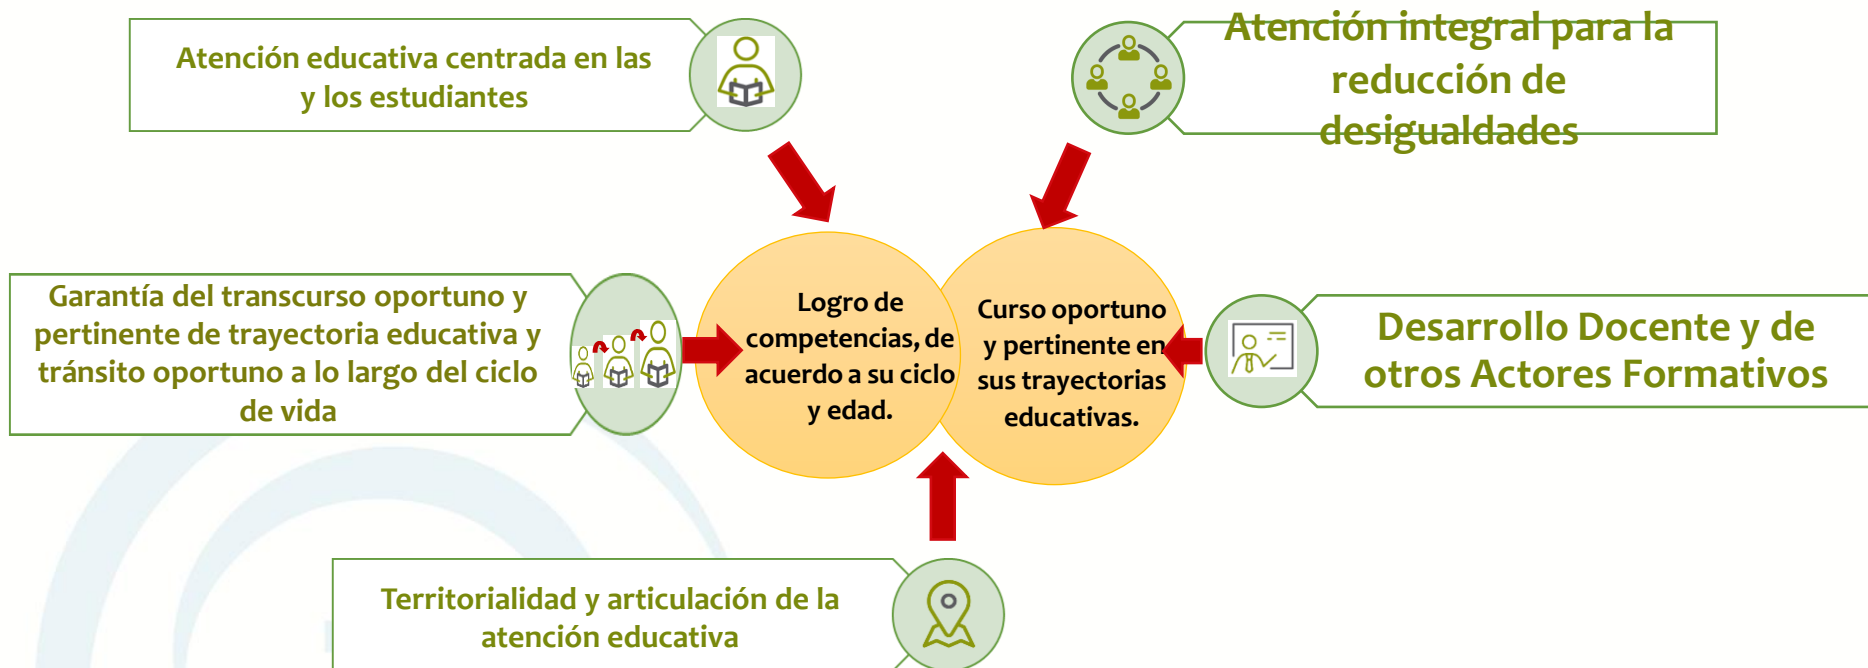 Atención educativa centrada en las
y los estudiantes
Atención integral para la
reducción de
desigualdades
Garantía del transcurso oportuno y
pertinente de trayectoria educativa y
tránsito oportuno a lo largo del ciclo
de vida
Logro de
competencias, de
acuerdo a su ciclo
y edad.
Curso oportuno
y pertinente en
sus trayectorias
educativas.
Desarrollo Docente y de
otros Actores Formativos
Territorialidad y articulación de la
atención educativa